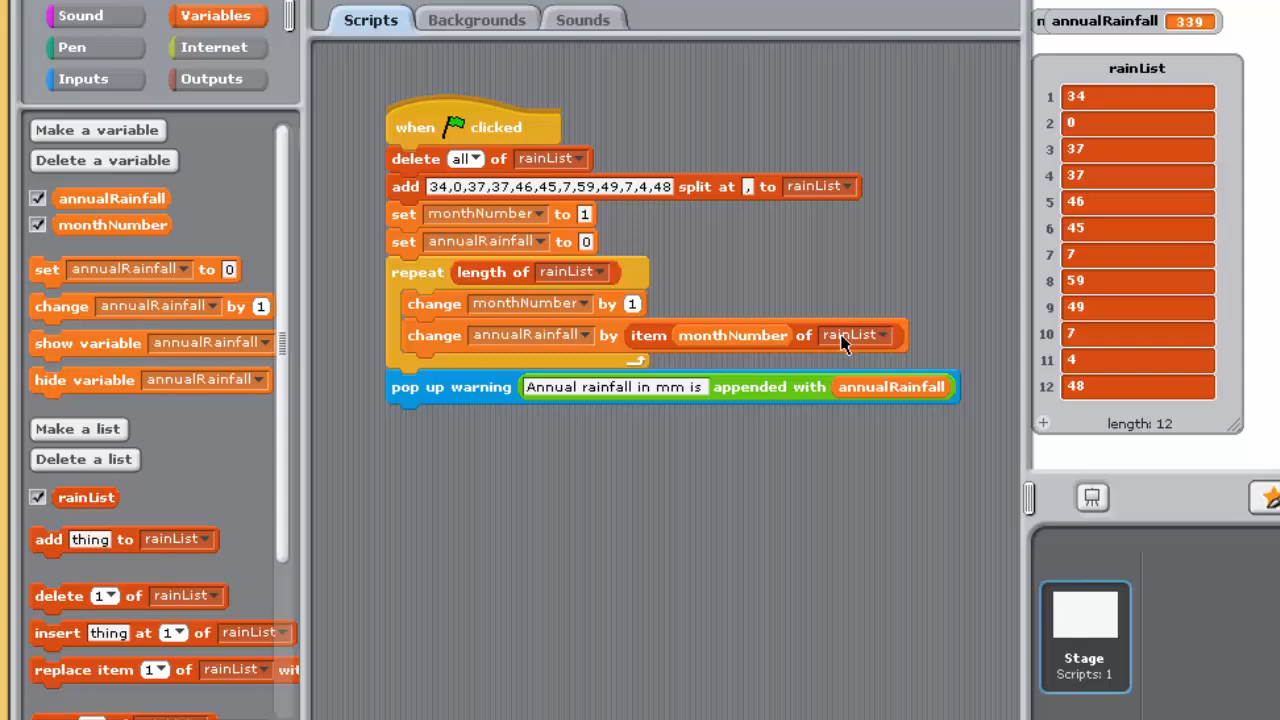 Sound
Variables
Pen
Internet
Inputs
Outputs
Make a variable
Delete a variable
annualRainfall
monthNumber
set annualRainfall to 0
change annualRainfall by 1
show variable annualRainfall
hide variable annualRainfall
Make a list
Delete a list
rainList
add thing to rainList
delete 1 of rainList
insert thing at 1 of rainList
replace item 1 of rainList wit
Scripts
Backgrounds
Sounds
when clicked
delete all of rainList
add 34,0,37,37,46,45,7,59,49,7,4,48 split at , to rainList
set monthNumber to 1
set annualRainfall to 0
repeat length of rainList
change monthNumber by 1
change annualRainfall by item monthNumber of rainList
pop up warning Annual rainfall in mm is appended with annualRainfall
annualRainfall 339
rainList
1 34
2 0
3 37
4 37
5 46
6 45
7 7
8 59
9 49
10 7
11 4
12 48
+ length: 12
Stage
Scripts: 1